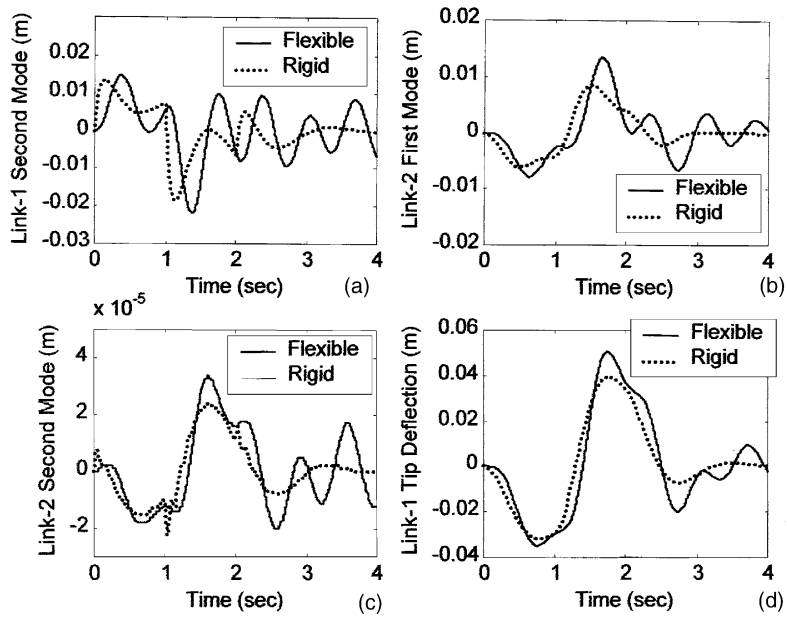 0.02
0.01
0
-0.01
-0.02
-0.03
Link-1 Second Mode (m)
Flexible
Rigid
0 1 2 3 4
Time (sec)
(a)
0.02
0.01
0
-0.01
-0.02
Link-2 First Mode (m)
Flexible
Rigid
0 1 2 3 4
Time (sec)
(b)
x 10-5
4
2
0
-2
Link-2 Second Mode (m)
Flexible
Rigid
0 1 2 3 4
Time (sec)
(c)
0.06
0.04
0.02
0
-0.02
-0.04
Link-1 Tip Deflection (m)
Flexible
Rigid
0 1 2 3 4
Time (sec)
(d)